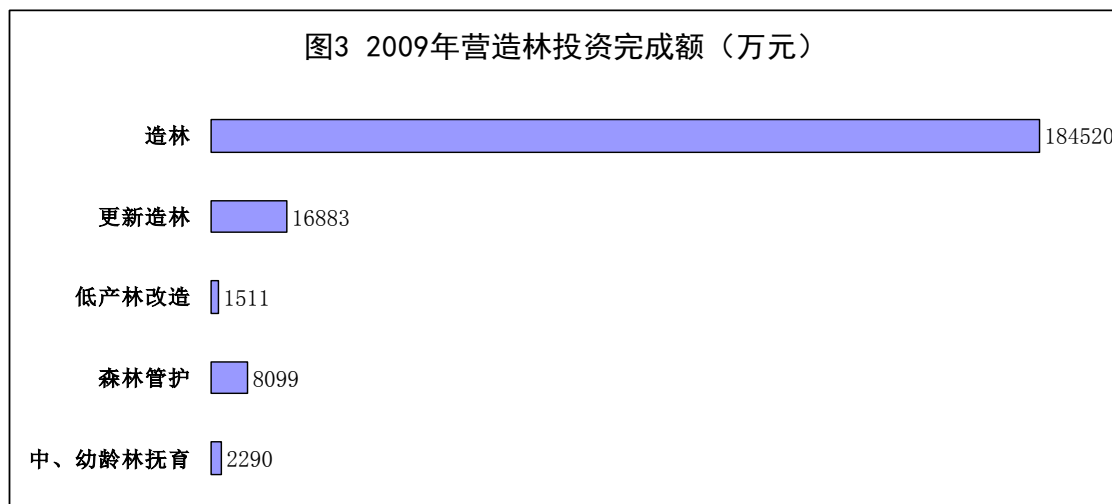 图3 2009年营造林投资完成额（万元）
造林 184520
更新造林 16883
低产林改造 1511
森林管护 8099
中、幼龄林抚育 2290